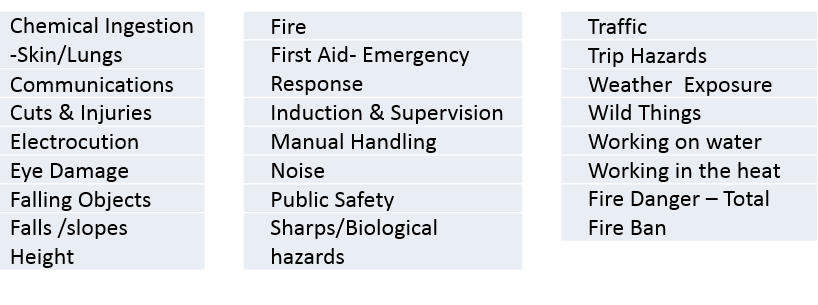 Chemical Ingestion
-Skin/Lungs
Communications
Cuts & Injuries
Electrocution
Eye Damage
Falling Objects
Falls /slopes
Height
Fire
First Aid- Emergency
Response
Induction & Supervision
Manual Handling
Noise
Public Safety
Sharps/Biological
hazards
Traffic
Trip Hazards
Weather  Exposure
Wild Things
Working on water
Working in the heat
Fire Danger – Total
Fire Ban